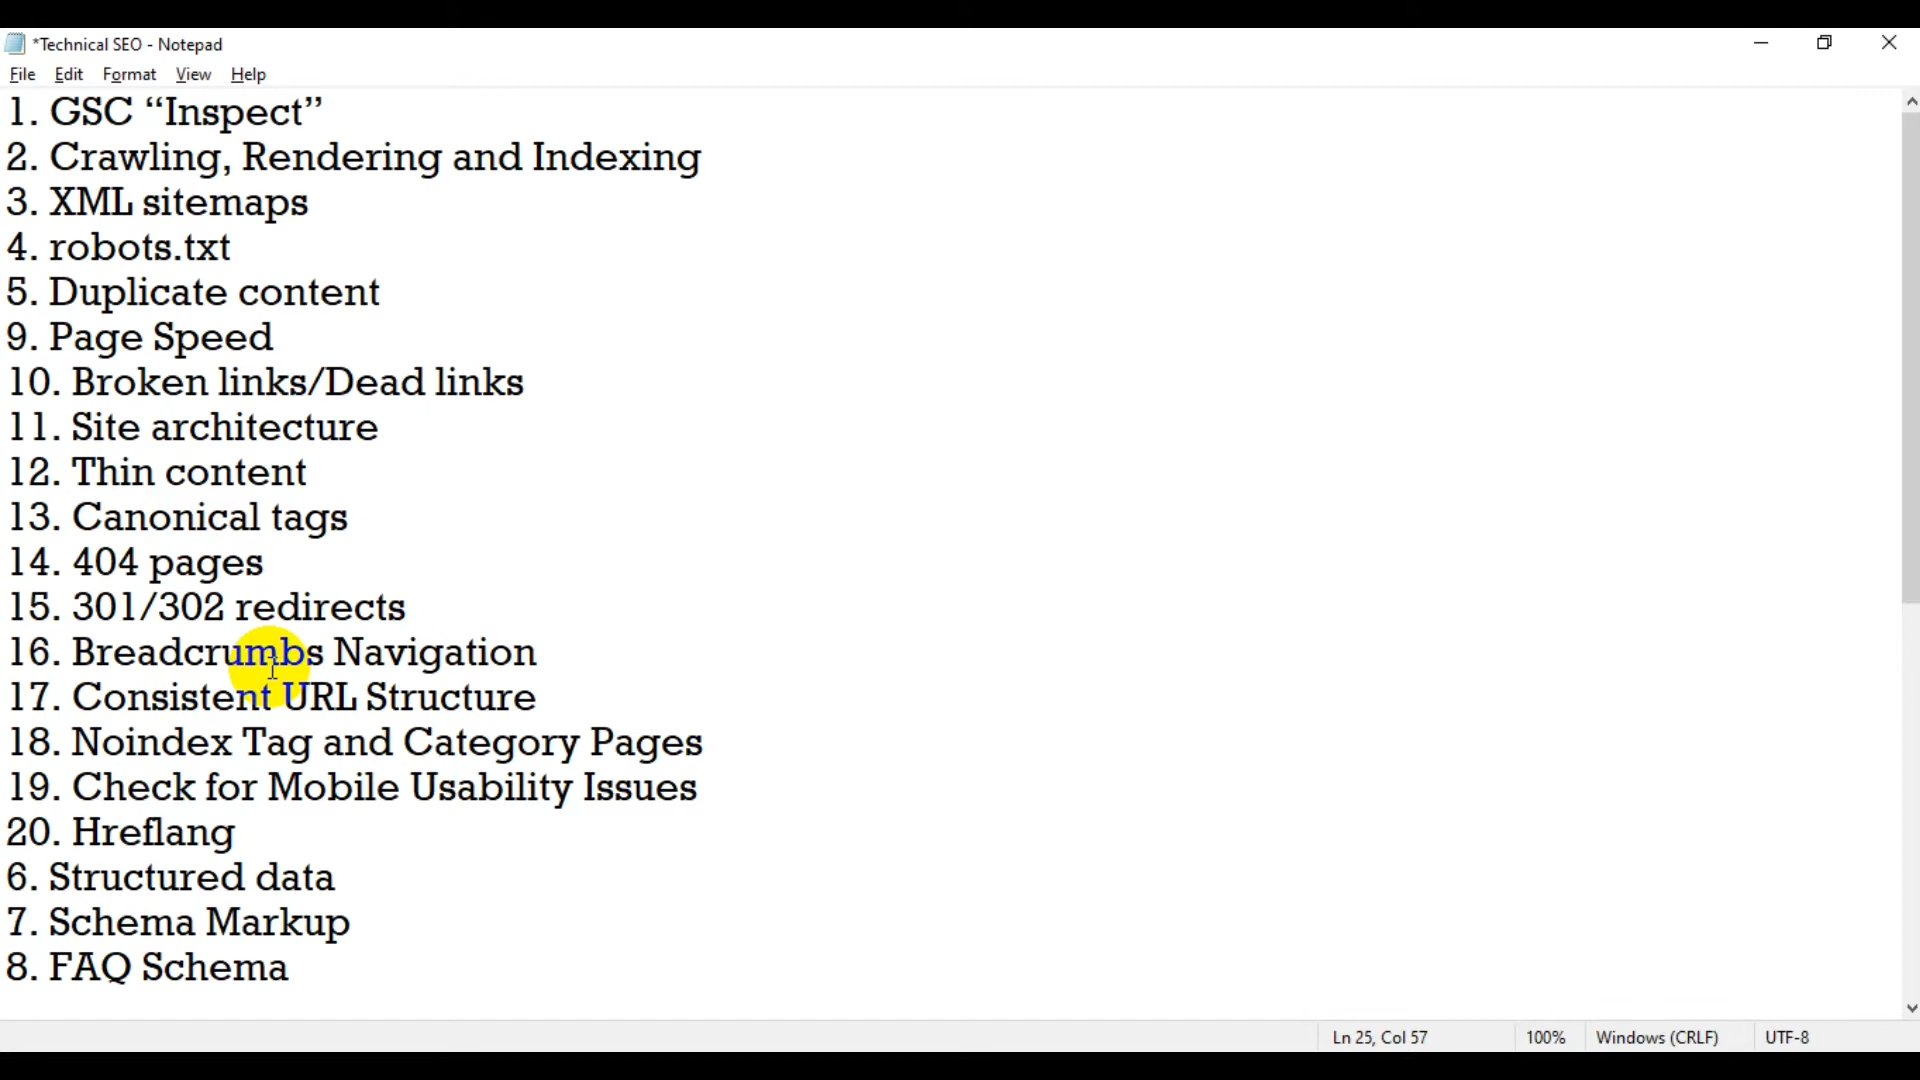 *Technical SEO - Notepad
File Edit Format View Help
1. GSC “Inspect”
2. Crawling, Rendering and Indexing
3. XML sitemaps
4. robots.txt
5. Duplicate content
9. Page Speed
10. Broken links/Dead links
11. Site architecture
12. Thin content
13. Canonical tags
14. 404 pages
15. 301/302 redirects
16. Breadcrumbs Navigation
17. Consistent URL Structure
18. Noindex Tag and Category Pages
19. Check for Mobile Usability Issues
20. Hreflang
6. Structured data
7. Schema Markup
8. FAQ Schema
Ln 25, Col 57 100% Windows (CRLF) UTF-8